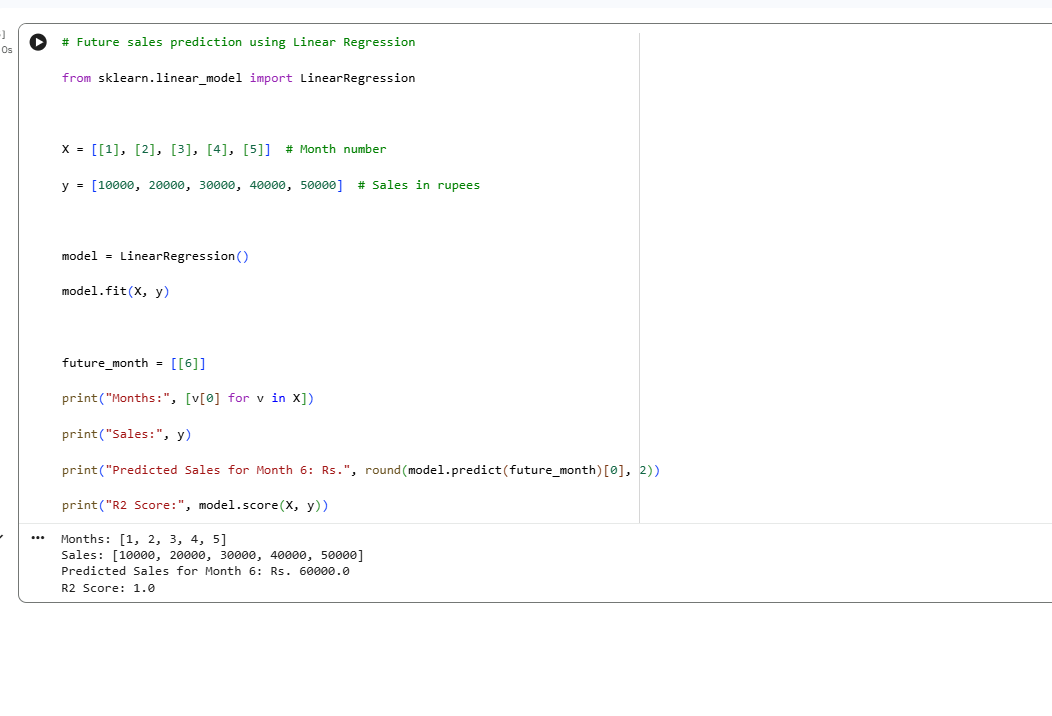 ]
0s
# Future sales prediction using Linear Regression
from sklearn.linear_model import LinearRegression
X = [[1], [2], [3], [4], [5]]  # Month number
y = [10000, 20000, 30000, 40000, 50000]  # Sales in rupees
model = LinearRegression()
model.fit(X, y)
future_month = [[6]]
print("Months:", [v[0] for v in X])
print("Sales:", y)
print("Predicted Sales for Month 6: Rs.", round(model.predict(future_month)[0], 2))
print("R2 Score:", model.score(X, y))
Months: [1, 2, 3, 4, 5]
Sales: [10000, 20000, 30000, 40000, 50000]
Predicted Sales for Month 6: Rs. 60000.0
R2 Score: 1.0